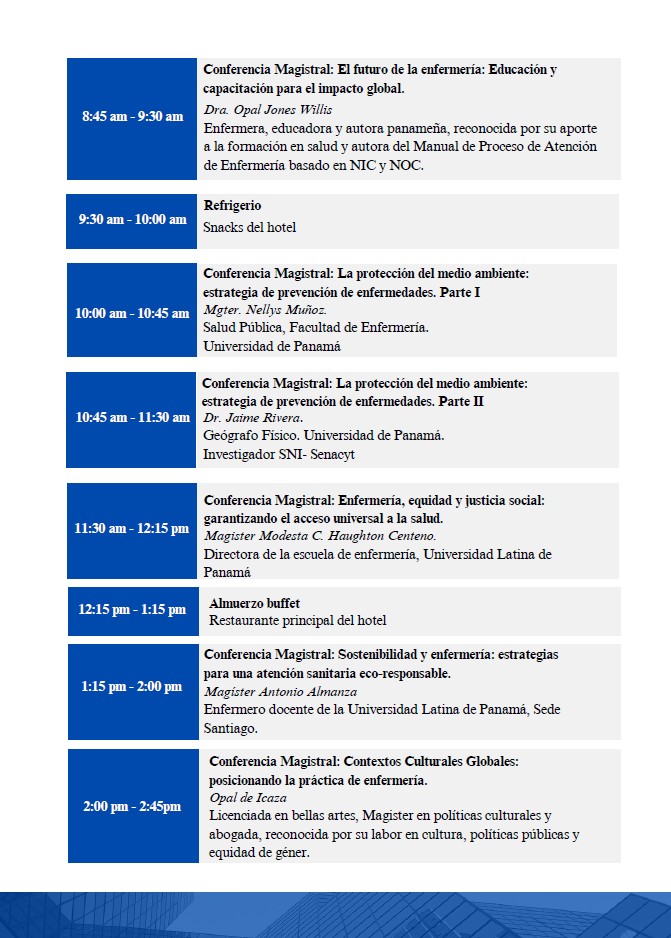 8:45 am - 9:30 am
Conferencia Magistral: El futuro de la enfermería: Educación y
capacitación para el impacto global.
Dra. Opal Jones Willis
Enfermera, educadora y autora panameña, reconocida por su aporte
a la formación en salud y autora del Manual de Proceso de Atención
de Enfermería basado en NIC y NOC.
9:30 am - 10:00 am
Refrigerio
Snacks del hotel
10:00 am - 10:45 am
Conferencia Magistral: La protección del medio ambiente:
estrategia de prevención de enfermedades. Parte I
Mgter. Nellys Muñoz.
Salud Pública, Facultad de Enfermería.
Universidad de Panamá
10:45 am - 11:30 am
Conferencia Magistral: La protección del medio ambiente:
estrategia de prevención de enfermedades. Parte II
Dr. Jaime Rivera.
Geógrafo Físico. Universidad de Panamá.
Investigador SNI- Senacyt
11:30 am - 12:15 pm
Conferencia Magistral: Enfermería, equidad y justicia social:
garantizando el acceso universal a la salud.
Magister Modesta C. Haughton Centeno.
Directora de la escuela de enfermería, Universidad Latina de
Panamá
12:15 pm - 1:15 pm
Almuerzo buffet
Restaurante principal del hotel
1:15 pm - 2:00 pm
Conferencia Magistral: Sostenibilidad y enfermería: estrategias
para una atención sanitaria eco-responsable.
Magíster Antonio Almanza
Enfermero docente de la Universidad Latina de Panamá, Sede
Santiago.
2:00 pm - 2:45pm
Conferencia Magistral: Contextos Culturales Globales:
posicionando la práctica de enfermería.
Opal de Icaza
Licenciada en bellas artes, Magister en políticas culturales y
abogada, reconocida por su labor en cultura, políticas públicas y
equidad de géner.